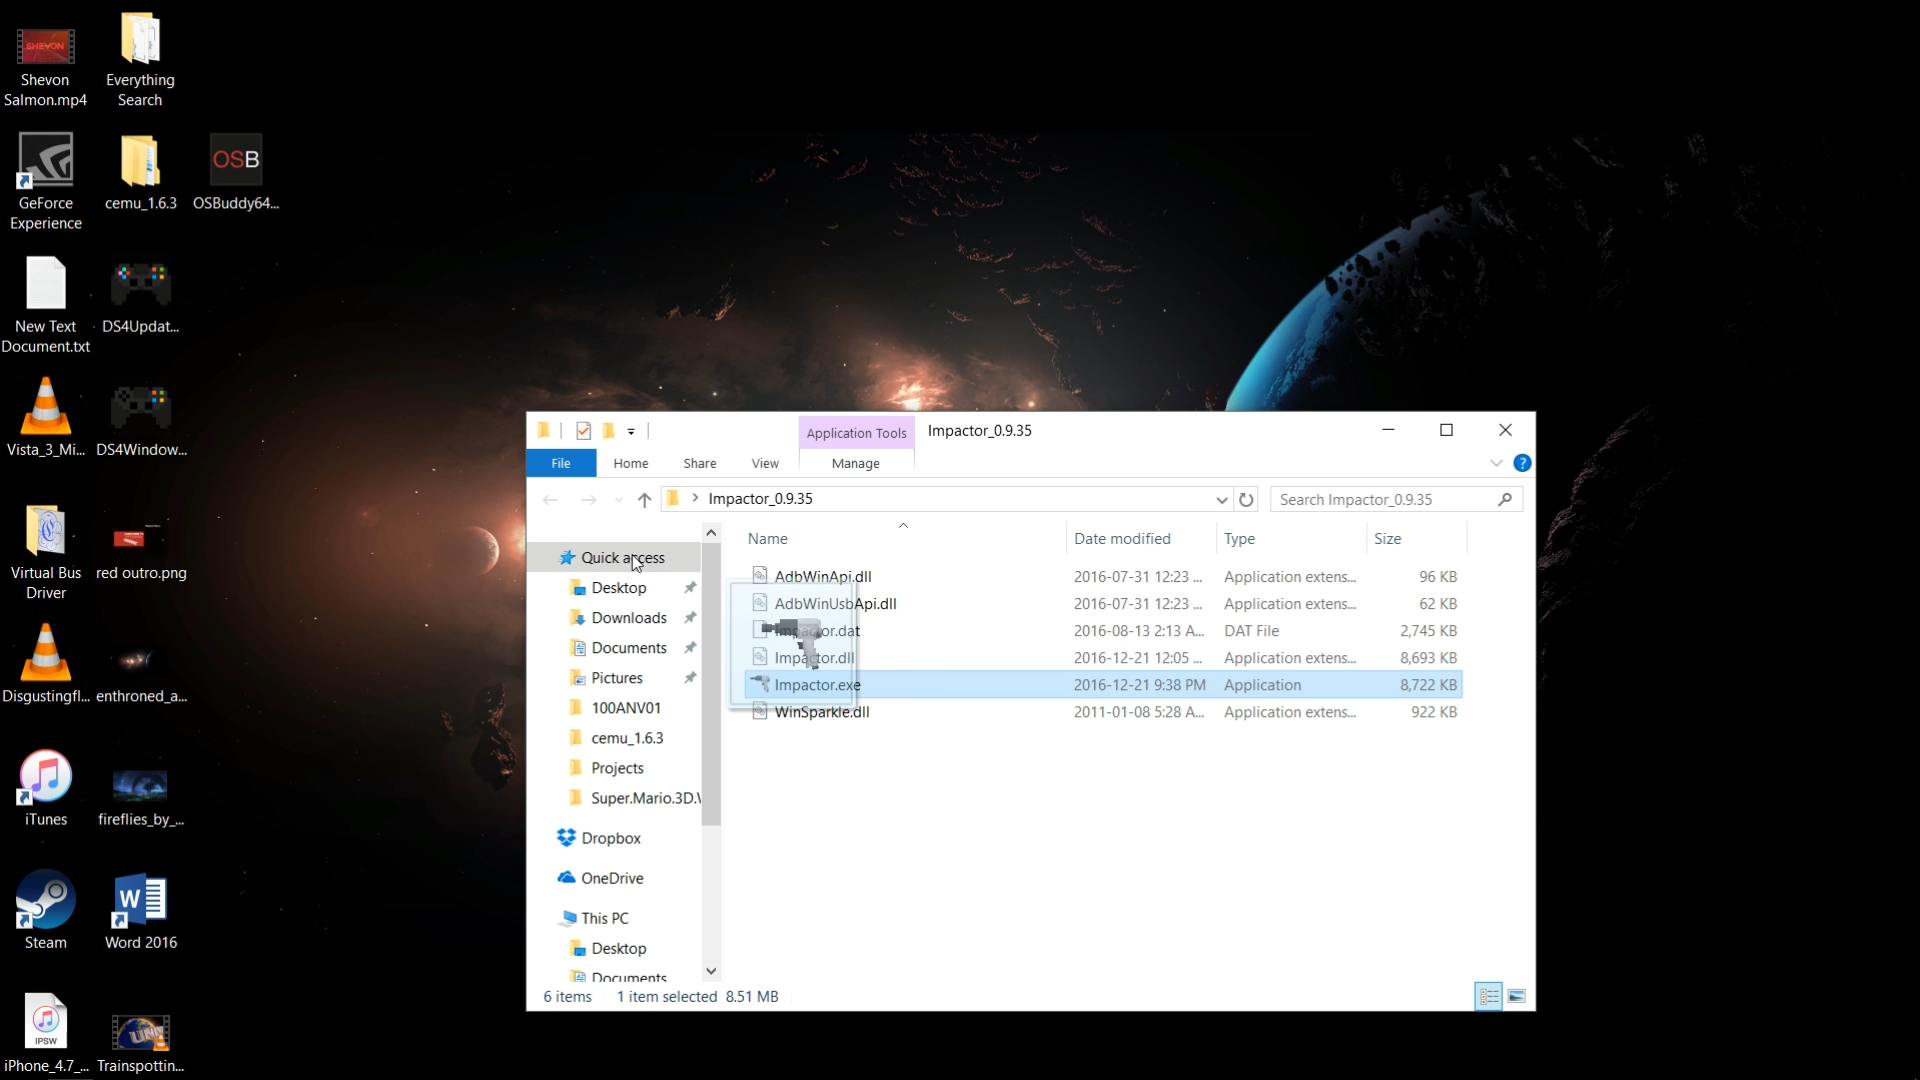 SHEVON
Shevon
Salmon.mp4
Everything
Search
GeForce
Experience
cemu_1.6.3
OSB
OSBuddy64...
New Text
Document.txt
DS4Updat...
Vista_3_Mi...
DS4Window...
Virtual Bus
Driver
red outro.png
Disgustingfl...
enthroned_a...
iTunes
fireflies_by_...
Steam
W
Word 2016
IPSW
iPhone_4.7_...
Trainspottin...
Application Tools
Impactor_0.9.35
File
Home
Share
View
Manage
?
Impactor_0.9.35
Search Impactor_0.9.35
Quick access
Desktop
Downloads
Documents
Pictures
100ANV01
cemu_1.6.3
Projects
Super.Mario.3D.
Dropbox
OneDrive
This PC
Desktop
Documents
Name Date modified Type Size
AdbWinApi.dll 2016-07-31 12:23 ... Application extens... 96 KB
AdbWinUsbApi.dll 2016-07-31 12:23 ... Application extens... 62 KB
Impactor.dat 2016-08-13 2:13 A... DAT File 2,745 KB
Impactor.dll 2016-12-21 12:05 ... Application extens... 8,693 KB
Impactor.exe 2016-12-21 9:38 PM Application 8,722 KB
WinSparkle.dll 2011-01-08 5:28 A... Application extens... 922 KB
6 items 1 item selected 8.51 MB